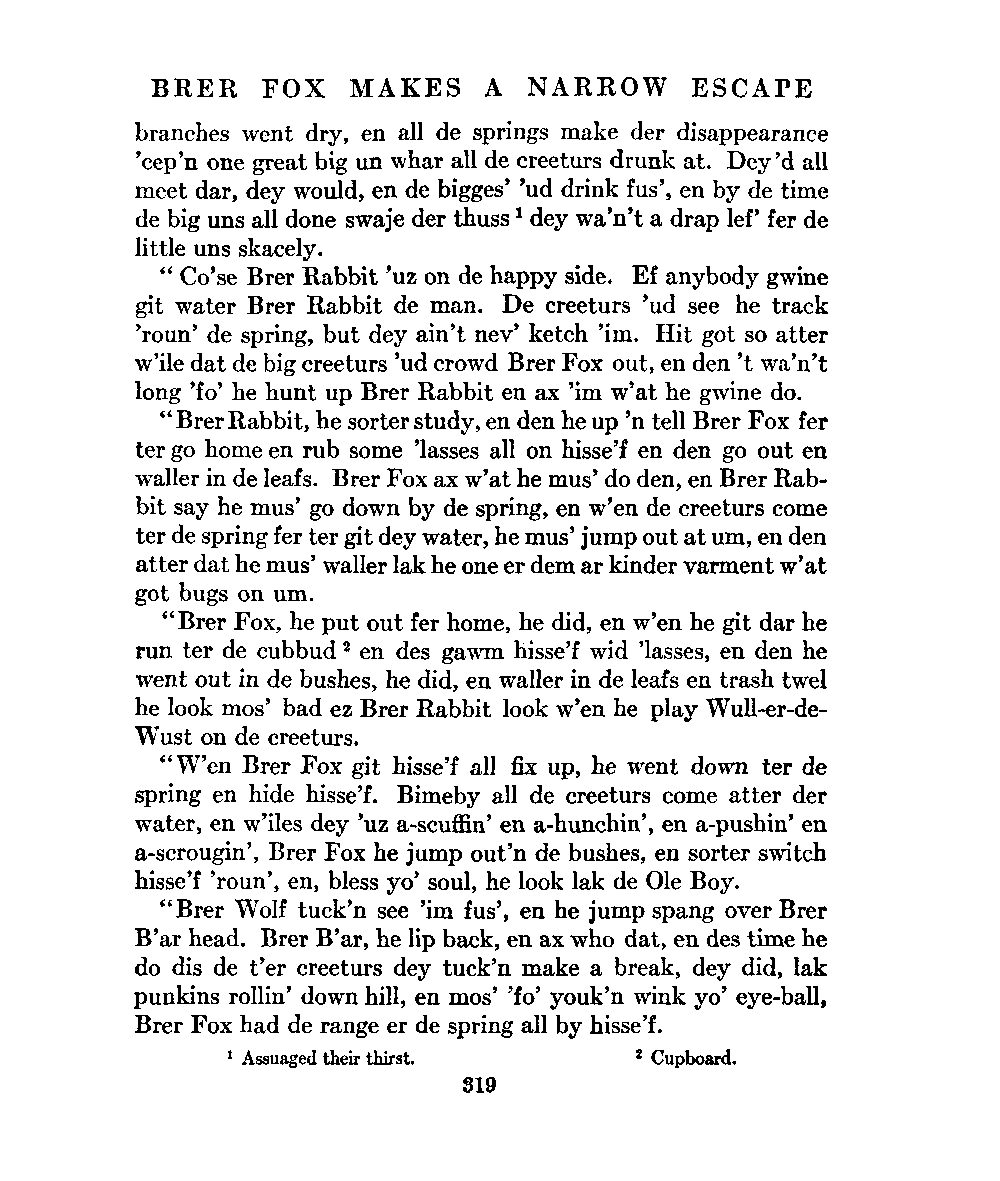 BRER FOX MAKES A NARROW ESCAPE
branches went dry, en all de springs make der disappearance
’cep’n one great big un whar all de creeturs drunk at. Dey’d all
meet dar, dey would, en de bigges’ ’ud drink fus’, en by de time
de big uns all done swaje der thuss ¹ dey wa’n’t a drap lef’ fer de
little uns skacely.
“ Co’se Brer Rabbit ’uz on de happy side. Ef anybody gwine
git water Brer Rabbit de man. De creeturs ’ud see he track
’roun’ de spring, but dey ain’t nev’ ketch ’im. Hit got so atter
w’ile dat de big creeturs ’ud crowd Brer Fox out, en den ’t wa’n’t
long ’fo’ he hunt up Brer Rabbit en ax ’im w’at he gwine do.
“Brer Rabbit, he sorter study, en den he up ’n tell Brer Fox fer
ter go home en rub some ’lasses all on hisse’f en den go out en
waller in de leafs. Brer Fox ax w’at he mus’ do den, en Brer Rab-
bit say he mus’ go down by de spring, en w’en de creeturs come
ter de spring fer ter git dey water, he mus’ jump out at um, en den
atter dat he mus’ waller lak he one er dem ar kinder varment w’at
got bugs on um.
“Brer Fox, he put out fer home, he did, en w’en he git dar he
run ter de cubbud ² en des gawm hisse’f wid ’lasses, en den he
went out in de bushes, he did, en waller in de leafs en trash twel
he look mos’ bad ez Brer Rabbit look w’en he play Wull-er-de-
Wust on de creeturs.
“W’en Brer Fox git hisse’f all fix up, he went down ter de
spring en hide hisse’f. Bimeby all de creeturs come atter der
water, en w’iles dey ’uz a-scuffin’ en a-hunchin’, en a-pushin’ en
a-scrougin’, Brer Fox he jump out’n de bushes, en sorter switch
hisse’f ’roun’, en, bless yo’ soul, he look lak de Ole Boy.
“Brer Wolf tuck’n see ’im fus’, en he jump spang over Brer
B’ar head. Brer B’ar, he lip back, en ax who dat, en des time he
do dis de t’er creeturs dey tuck’n make a break, dey did, lak
punkins rollin’ down hill, en mos’ ’fo’ youk’n wink yo’ eye-ball,
Brer Fox had de range er de spring all by hisse’f.
¹ Assuaged their thirst. ² Cupboard.
319